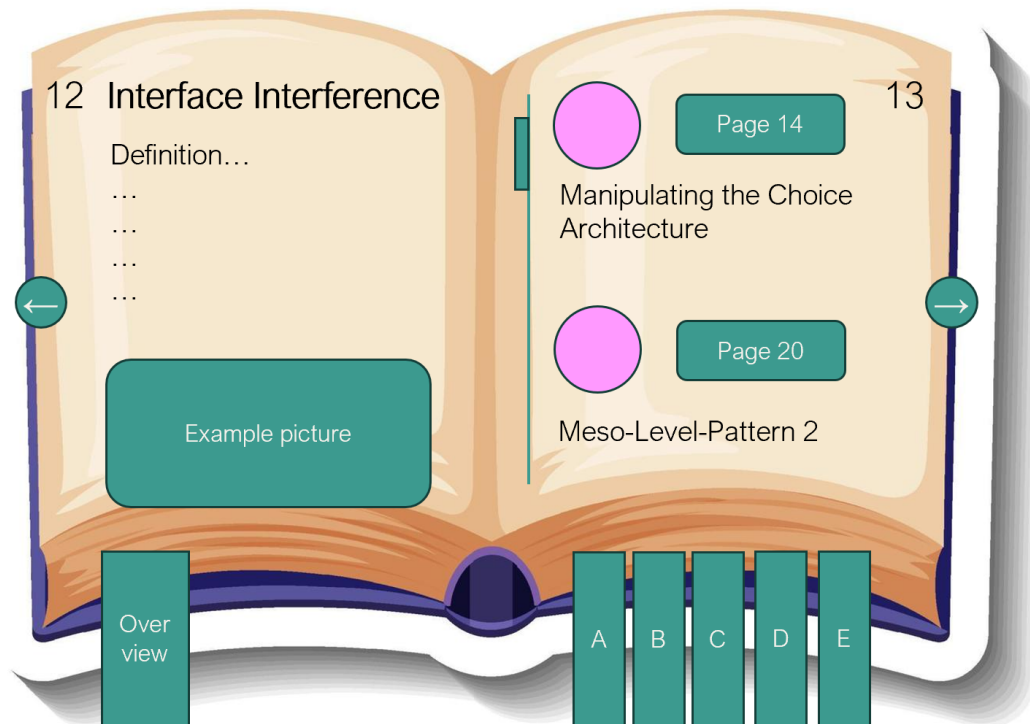 12 Interface Interference
Definition...
...
...
...
...
←
Example picture
Over
view
13
Page 14
Manipulating the Choice
Architecture
Page 20
Meso-Level-Pattern 2
→
A B C D E